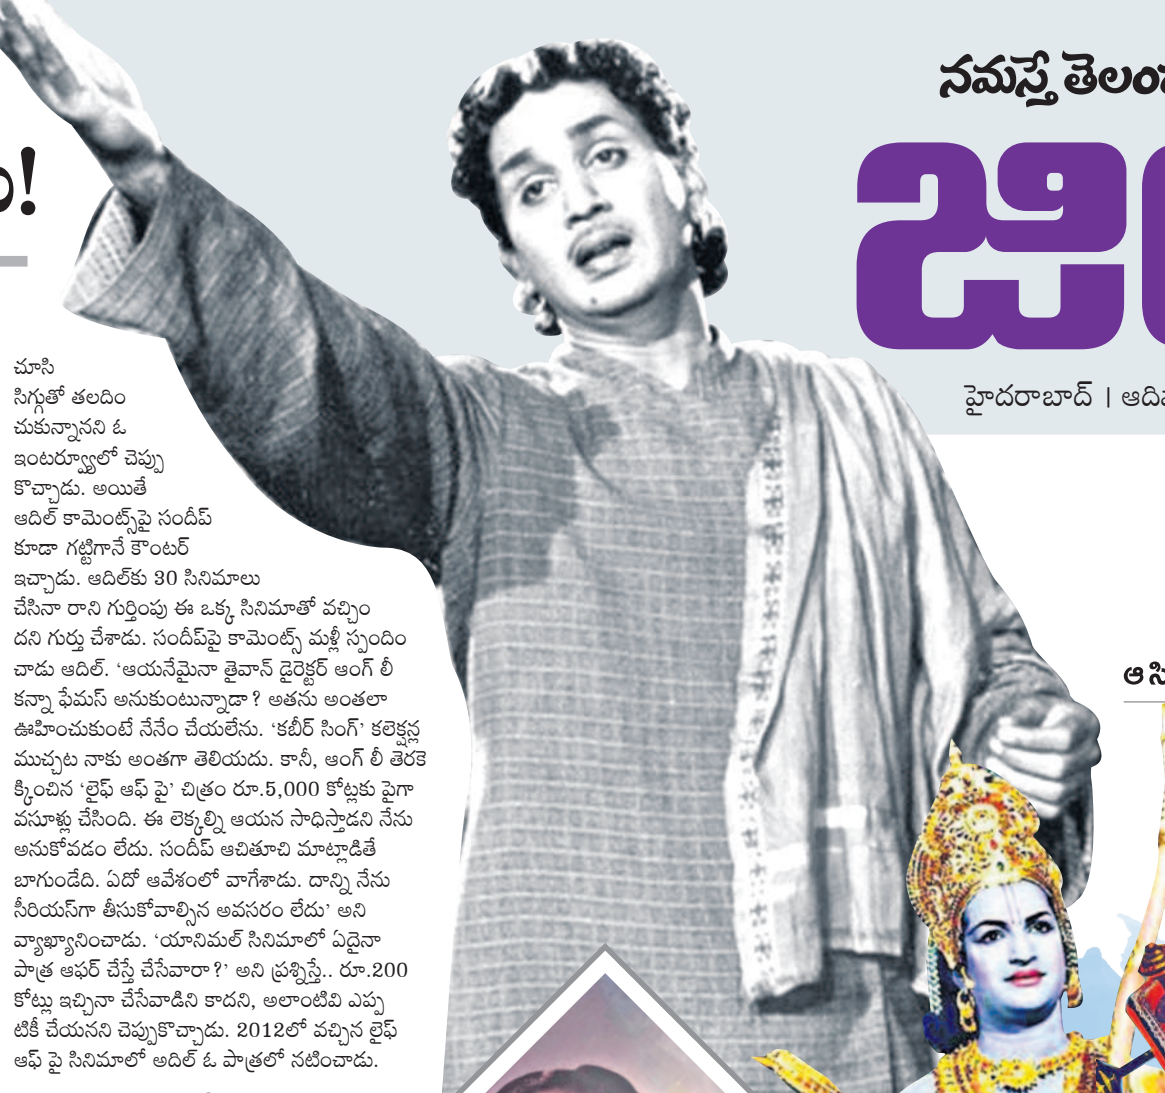 నమస్తే
హైదరాబాద్ |
చూసి
సిగ్గుతో తలదిం
చుకున్నానని ఓ
ఇంటర్వ్యూలో చెప్పు
కొచ్చాడు. అయితే
ఆదిల్ కామెంట్స్‌పై సందీప్
కూడా గట్టిగానే కౌంటర్
ఇచ్చాడు. ఆదిల్‌కు 30 సినిమాలు
చేసినా రాని గుర్తింపు ఈ ఒక్క సినిమాతో వచ్చిం
దని గుర్తు చేశాడు. సందీప్‌పై కామెంట్స్ మళ్లీ స్పందిం
చాడు ఆదిల్. ‘ఆయనేమైనా తైవాన్ డైరెక్టర్ ఆంగ్ లీ
కన్నా ఫేమస్ అనుకుంటున్నాడా? అతను అంతలా
ఊహించుకుంటే నేనేం చేయలేను. ‘కబీర్ సింగ్’ కలెక్షన్ల
ముచ్చట నాకు అంతగా తెలియదు. కానీ, ఆంగ్ లీ తెరకె
క్కించిన ‘లైఫ్ ఆఫ్ పై’ చిత్రం రూ.5,000 కోట్లకు పైగా
వసూళ్లు చేసింది. ఈ లెక్కల్ని ఆయన సాధిస్తాడని నేను
అనుకోవడం లేదు. సందీప్ ఆచితూచి మాట్లాడితే
బాగుండేది. ఏదో ఆవేశంలో వాగేశాడు. దాన్ని నేను
సీరియస్‌గా తీసుకోవాల్సిన అవసరం లేదు’ అని
వ్యాఖ్యానించాడు. ‘యానిమల్ సినిమాలో ఏదైనా
పాత్ర ఆఫర్ చేస్తే చేసేవారా?’ అని ప్రశ్నిస్తే.. రూ.200
కోట్లు ఇచ్చినా చేసేవాడిని కాదని, అలాంటివి ఎప్ప
టికీ చేయనని చెప్పుకొచ్చాడు. 2012లో వచ్చిన లైఫ్
ఆఫ్ పై సినిమాలో అదిల్ ఓ పాత్రలో నటించాడు.